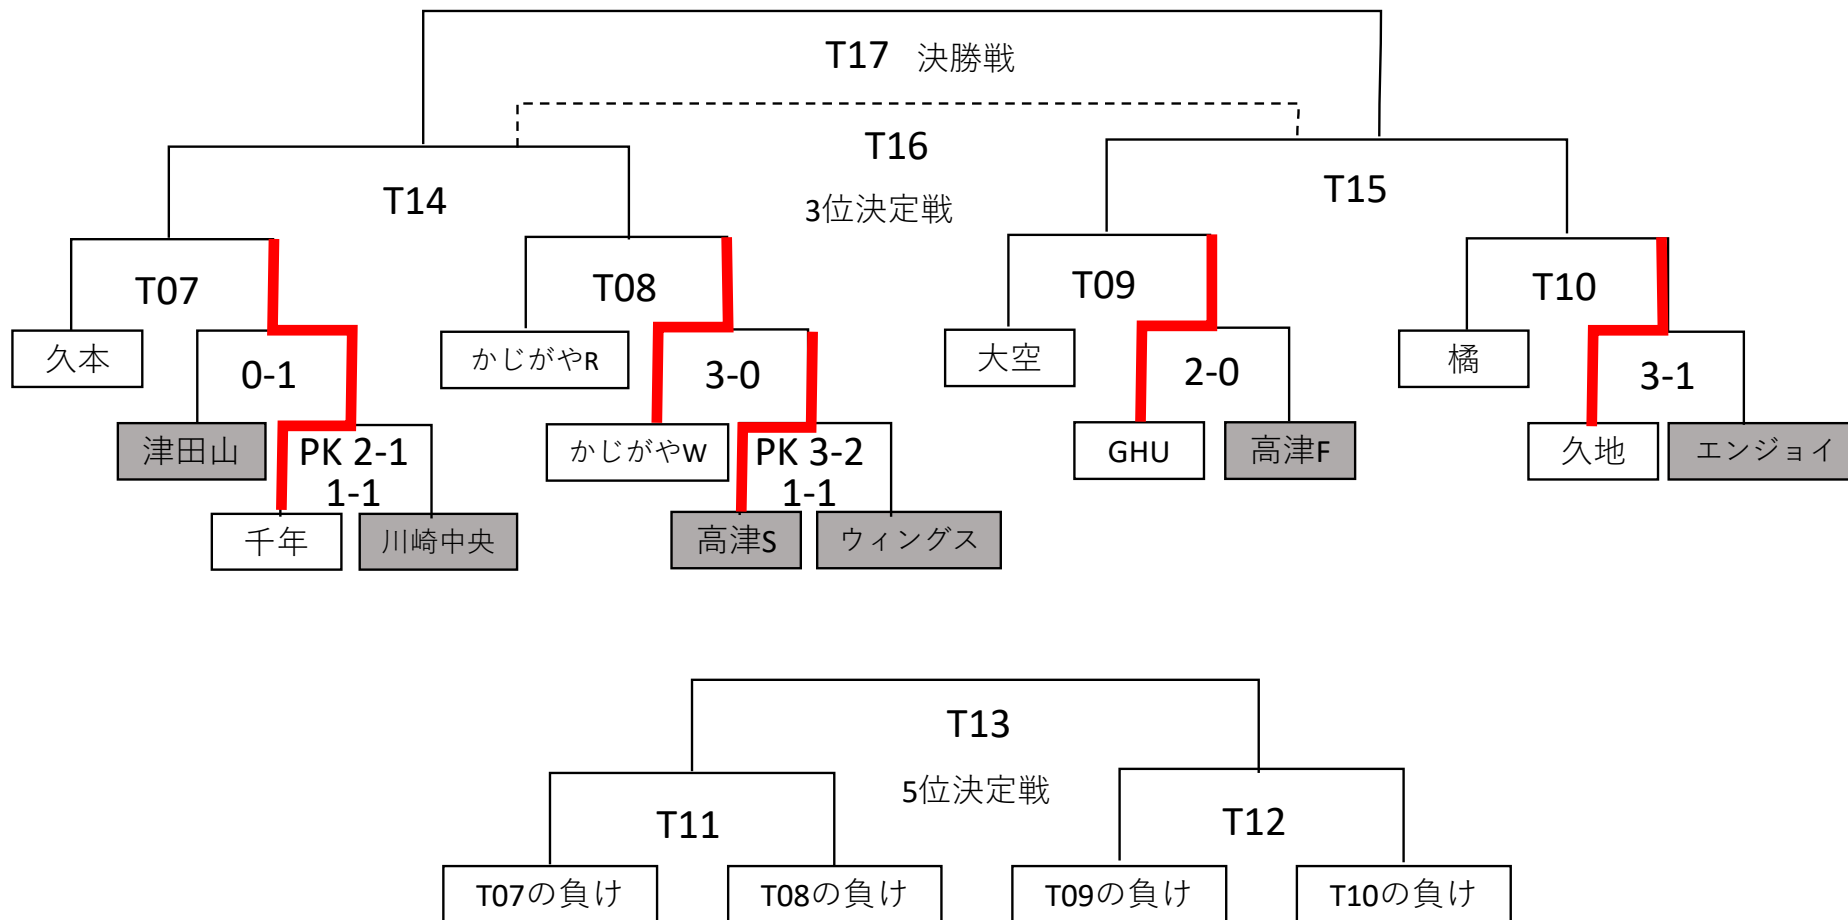 T17 決勝戦
T16
3位決定戦
T14
T15
T07
T08
T09
T10
久本
かじがやR
大空
橘
0-1
3-0
2-0
3-1
津田山
PK 2-1
1-1
かじがやW
PK 3-2
1-1
GHU
高津F
久地
エンジョイ
千年
川崎中央
高津S
ウィングス
T13
5位決定戦
T11
T12
T07の負け
T08の負け
T09の負け
T10の負け